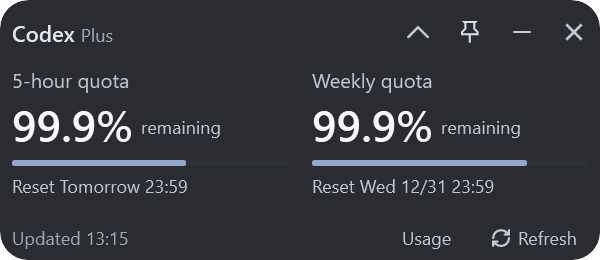 Codex Plus
5-hour quota
99.9% remaining
Reset Tomorrow 23:59
Weekly quota
99.9% remaining
Reset Wed 12/31 23:59
Updated 13:15
Usage
Refresh